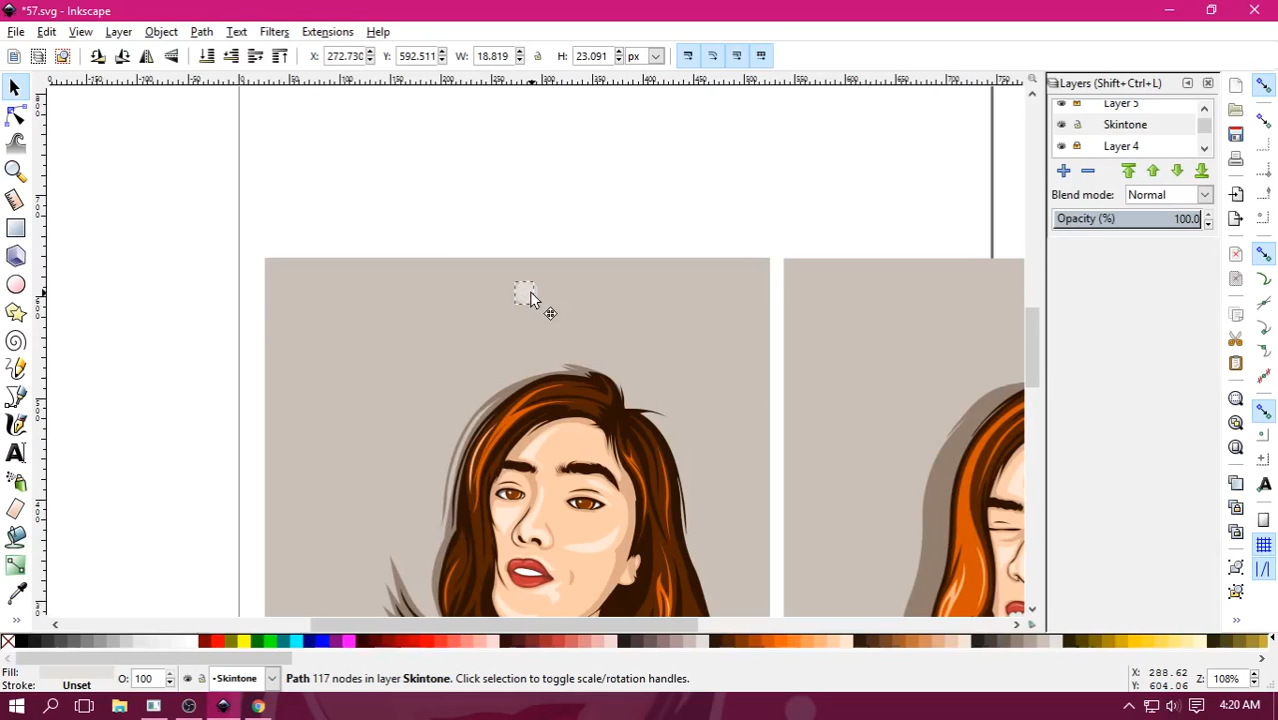 *57.svg - Inkscape
File Edit View Layer Object Path Text Filters Extensions Help
X: 272.730 Y: 592.511 W: 18.819 H: 23.091 px
Layers (Shift+Ctrl+L)
Layer 5
Skintone
Layer 4
Blend mode: Normal
Opacity (%) 100.0
Fill:
Stroke: Unset
O: 100
•Skintone
Path 117 nodes in layer Skintone. Click selection to toggle scale/rotation handles.
X: 288.62
Y: 604.06
Z: 108%
4:20 AM